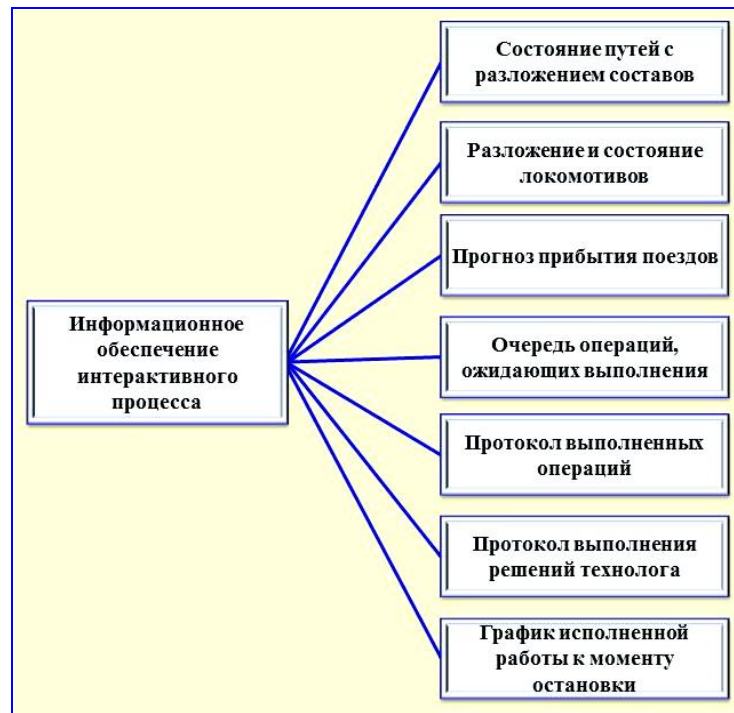 Состояние путей с
разложением составов
Разложение и состояние
локомотивов
Прогноз прибытия поездов
Информационное
обеспечение
интерактивного
процесса
Очередь операций,
ожидающих выполнения
Протокол выполненных
операций
Протокол выполнения
решений технолога
График исполненной
работы к моменту
остановки